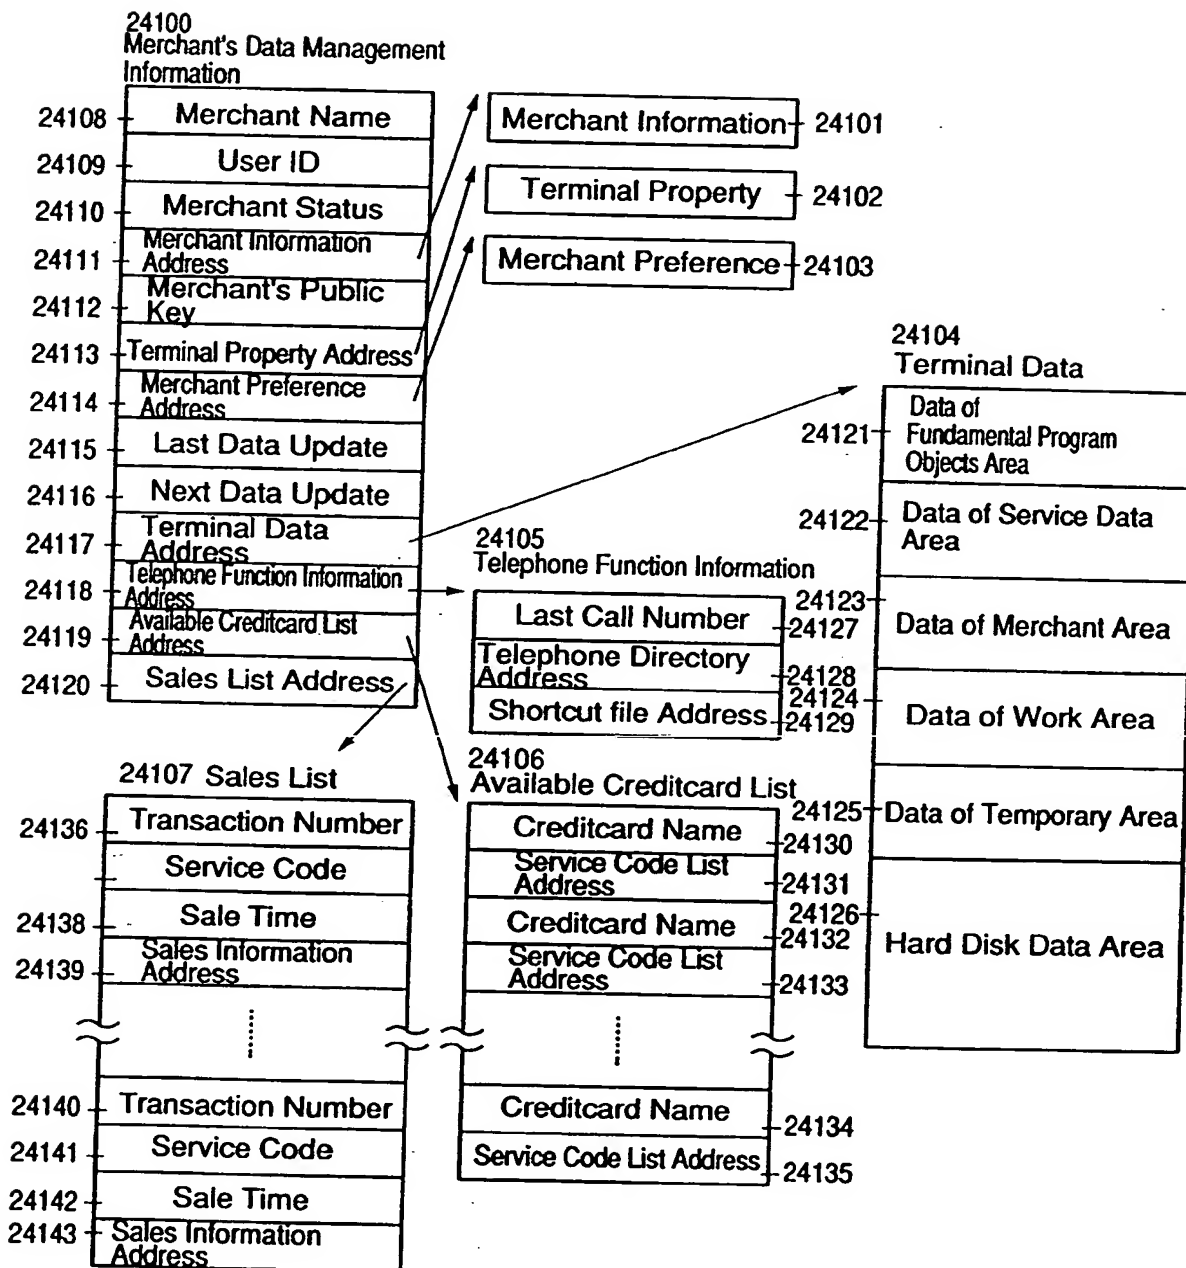 24100
Merchant's Data Management
Information
24108
Merchant Name
24109
User ID
24110
Merchant Status
24111
Merchant Information
Address
24112
Merchant's Public
Key
24113
Terminal Property Address
24114
Merchant Preference
Address
24115
Last Data Update
24116
Next Data Update
24117
Terminal Data
Address
24118
Telephone Function Information
Address
24119
Available Creditcard List
Address
24120
Sales List Address
Merchant Information
24101
Terminal Property
24102
Merchant Preference
24103
24104
Terminal Data
24121
Data of
Fundamental Program
Objects Area
24122
Data of Service Data
Area
24123
Data of Merchant Area
24124
Data of Work Area
24125
Data of Temporary Area
24126
Hard Disk Data Area
24105
Telephone Function Information
Last Call Number
24127
Telephone Directory
Address
24128
Shortcut file Address
24129
24107 Sales List
24136
Transaction Number
Service Code
24138
Sale Time
24139
Sales Information
Address
24140
Transaction Number
24141
Service Code
24142
Sale Time
24143
Sales Information
Address
24106
Available Creditcard List
Creditcard Name
24130
Service Code List
Address
24131
Creditcard Name
24132
Service Code List
Address
24133
Creditcard Name
24134
Service Code List Address
24135